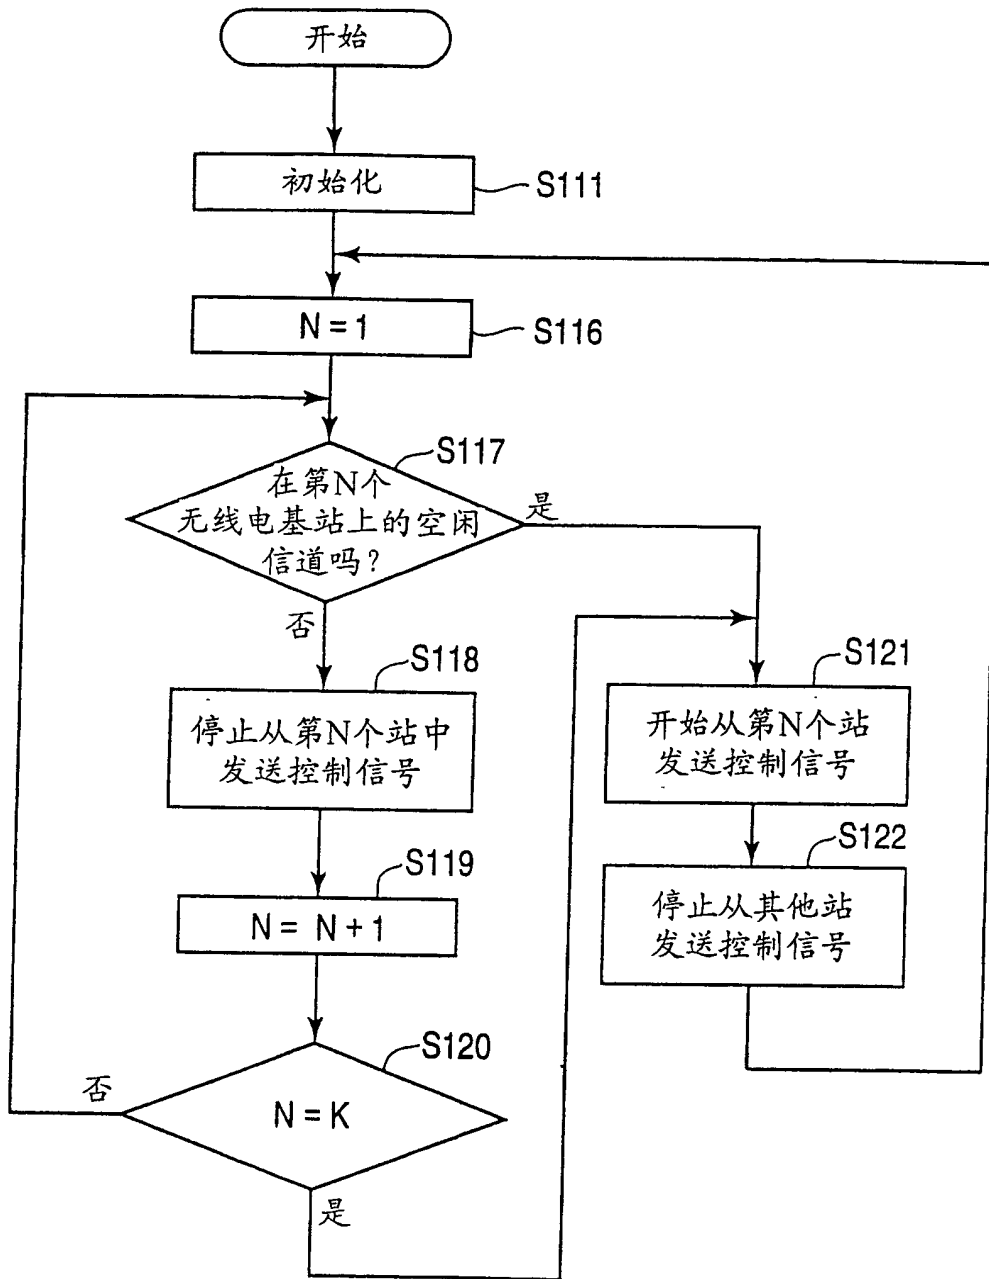 开始
初始化
S111
N=1
S116
S117
在第N个
无线电基站上的空闲
信道吗?
是
否
S118
停止从第N个站中
发送控制信号
S119
N= N+1
S120
否
N=K
是
S121
开始从第N个站
发送控制信号
S122
停止从其他站
发送控制信号